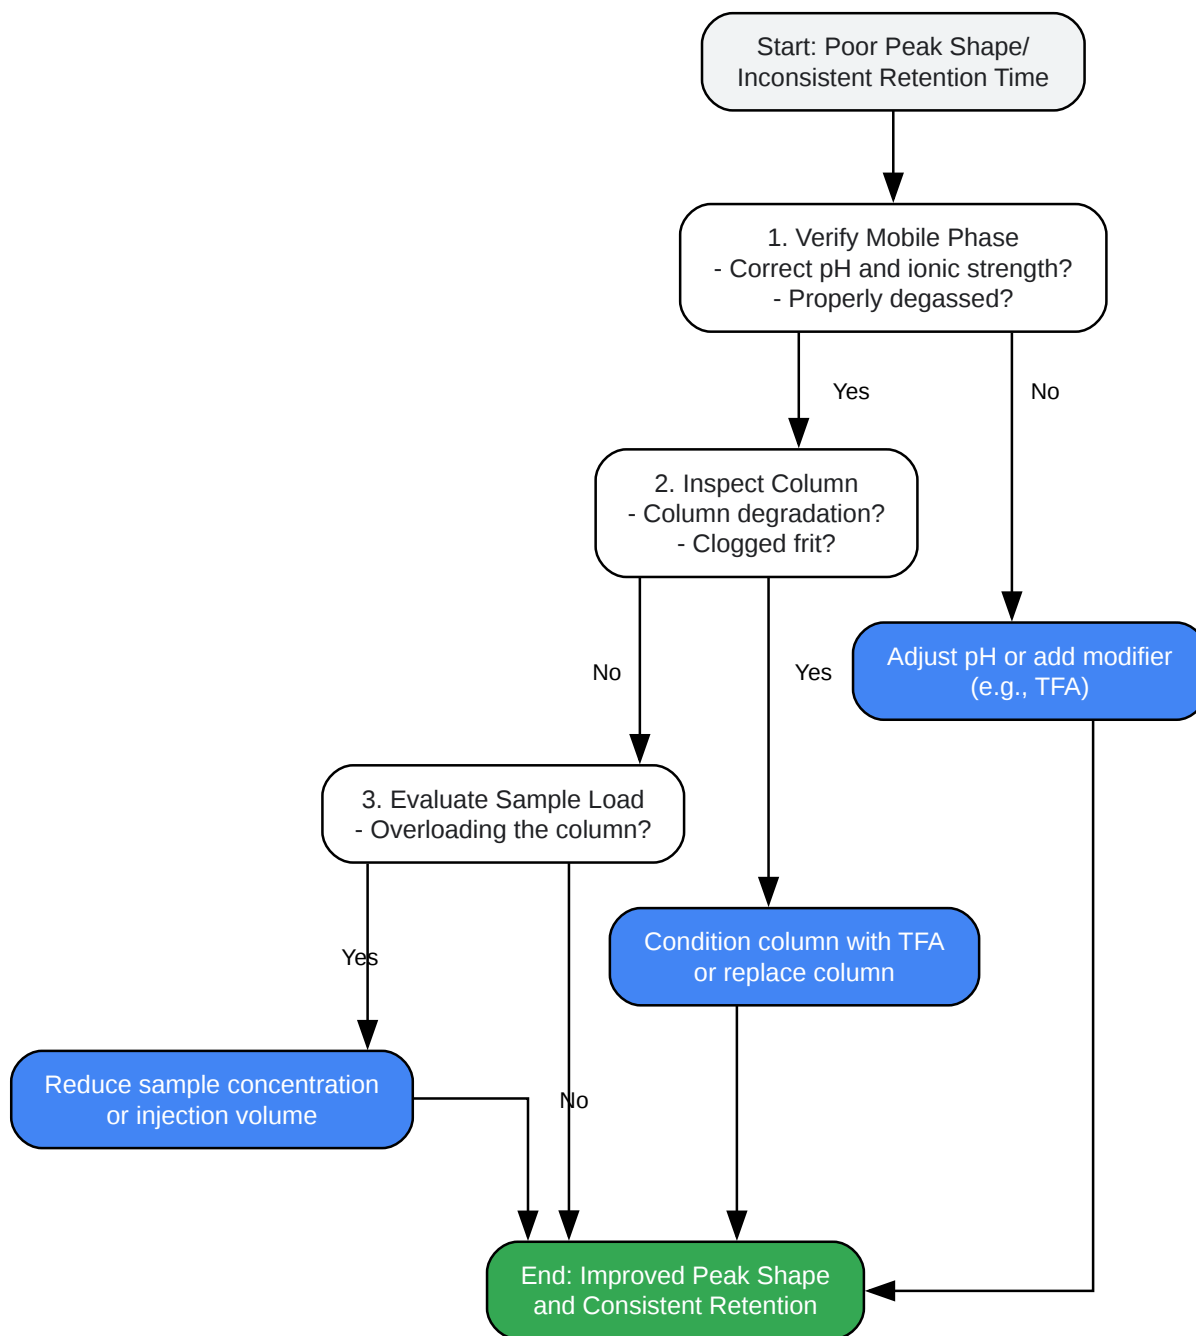 Start: Poor Peak Shape/
Inconsistent Retention Time
1. Verify Mobile Phase
- Correct pH and ionic strength?
- Properly degassed?
Yes
No
2. Inspect Column
- Column degradation?
- Clogged frit?
No
Yes
Adjust pH or add modifier
(e.g., TFA)
3. Evaluate Sample Load
- Overloading the column?
Yes
Condition column with TFA
or replace column
Reduce sample concentration
or injection volume
No
End: Improved Peak Shape
and Consistent Retention